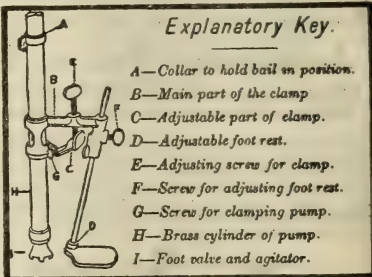 Explanatory Key.
A—Collar to hold bail in position.
B—Main part of the clamp
C—Adjustable part of clamp.
D—Adjustable foot rest.
E—Adjusting screw for clamp.
F—Screw for adjusting foot rest.
G—Screw for clamping pump.
H—Brass cylinder of pump.
I—Foot valve and agitator.
A
E
B
F
C
G
H
D